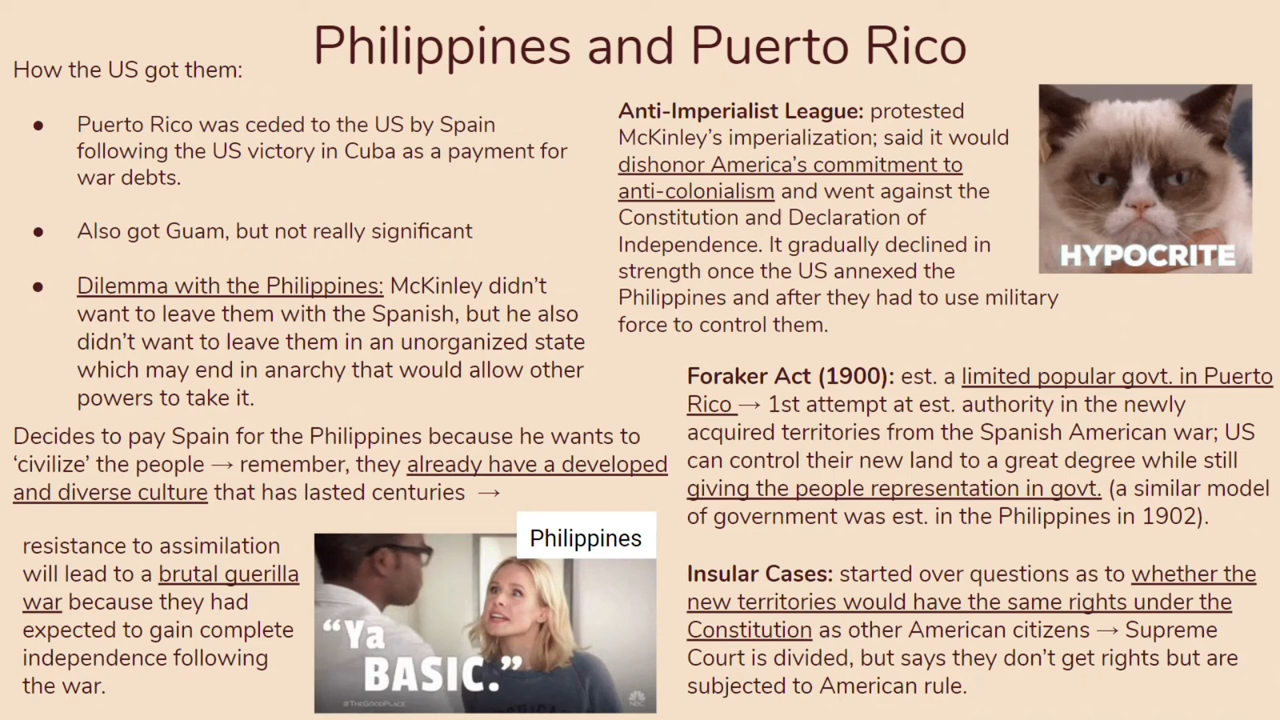 Philippines and Puerto Rico
How the US got them:
● Puerto Rico was ceded to the US by Spain
following the US victory in Cuba as a payment for
war debts.
● Also got Guam, but not really significant
● Dilemma with the Philippines: McKinley didn’t
want to leave them with the Spanish, but he also
didn’t want to leave them in an unorganized state
which may end in anarchy that would allow other
powers to take it.
Decides to pay Spain for the Philippines because he wants to
‘civilize’ the people → remember, they already have a developed
and diverse culture that has lasted centuries →
resistance to assimilation
will lead to a brutal guerilla
war because they had
expected to gain complete
independence following
the war.
Philippines
“Ya
BASIC.”
#THEGOODPLACE
NBC
Anti-Imperialist League: protested
McKinley’s imperialization; said it would
dishonor America’s commitment to
anti-colonialism and went against the
Constitution and Declaration of
Independence. It gradually declined in
strength once the US annexed the
Philippines and after they had to use military
force to control them.
HYPOCRITE
Foraker Act (1900): est. a limited popular govt. in Puerto
Rico → 1st attempt at est. authority in the newly
acquired territories from the Spanish American war; US
can control their new land to a great degree while still
giving the people representation in govt. (a similar model
of government was est. in the Philippines in 1902).
Insular Cases: started over questions as to whether the
new territories would have the same rights under the
Constitution as other American citizens → Supreme
Court is divided, but says they don’t get rights but are
subjected to American rule.